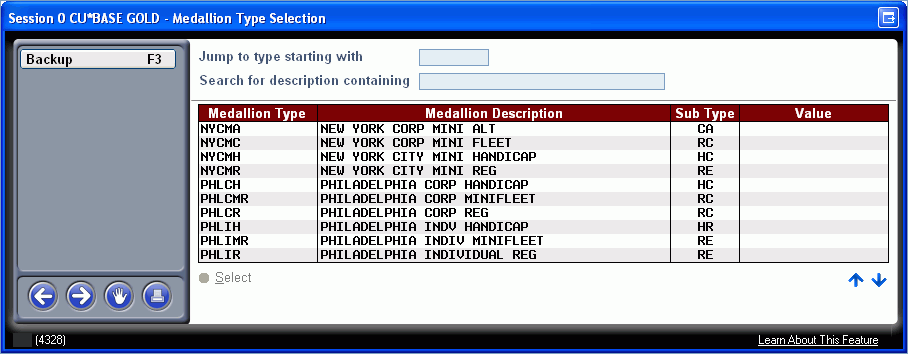 Session 0 CU*BASE GOLD - Medallion Type Selection
Backup F3
Jump to type starting with
Search for description containing
Medallion Type Medallion Description Sub Type Value
NYCMA NEW YORK CORP MINI ALT CA
NYCMC NEW YORK CORP MINI FLEET RC
NYCMH NEW YORK CITY MINI HANDICAP HC
NYCMR NEW YORK CITY MINI REG RE
PHLCH PHILADELPHIA CORP HANDICAP HC
PHLCMR PHILADELPHIA CORP MINIFLEET RC
PHLCR PHILADELPHIA CORP REG RC
PHLIH PHILADELPHIA INDV HANDICAP HR
PHLIMR PHILADELPHIA INDIV MINIFLEET RE
PHLIR PHILADELPHIA INDIVIDUAL REG RE
Select
(4328) Learn About This Feature